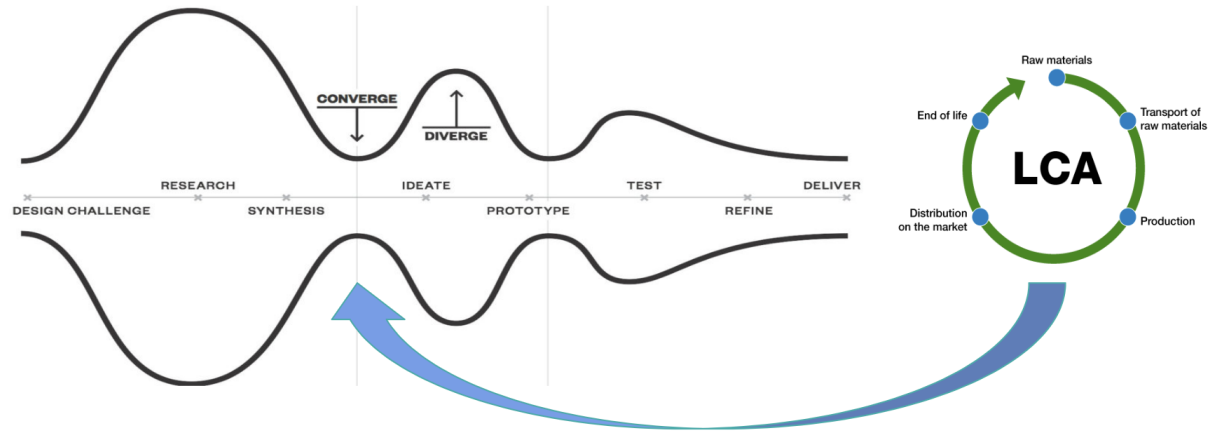 CONVERGE
DIVERGE
RESEARCH
IDEATE
TEST
DELIVER
DESIGN CHALLENGE
SYNTHESIS
PROTOTYPE
REFINE
Raw materials
End of life
Transport of
raw materials
LCA
Distribution
on the market
Production